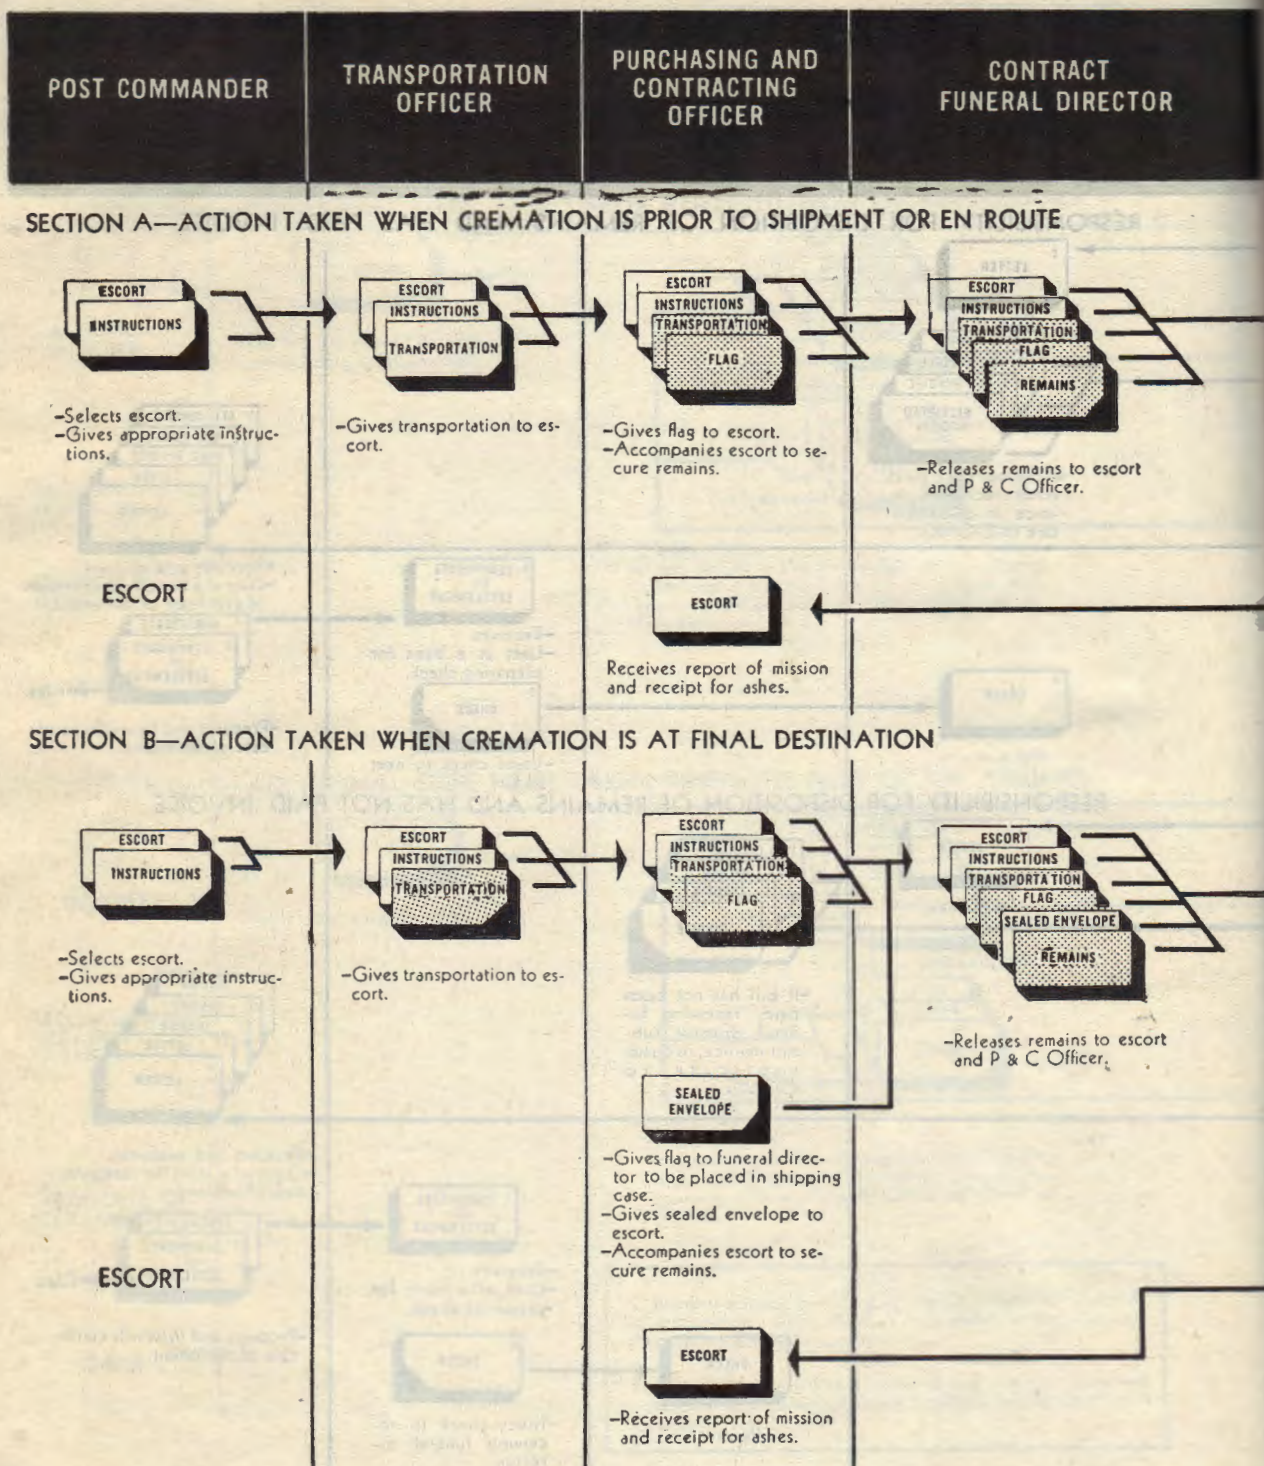 POST COMMANDER
TRANSPORTATION
OFFICER
PURCHASING AND
CONTRACTING
OFFICER
CONTRACT
FUNERAL DIRECTOR
SECTION A—ACTION TAKEN WHEN CREMATION IS PRIOR TO SHIPMENT OR EN ROUTE
ESCORT
INSTRUCTIONS
–Selects escort.
–Gives appropriate instruc-
tions.
ESCORT
INSTRUCTIONS
TRANSPORTATION
–Gives transportation to es-
cort.
ESCORT
INSTRUCTIONS
TRANSPORTATION
FLAG
–Gives flag to escort.
–Accompanies escort to se-
cure remains.
ESCORT
INSTRUCTIONS
TRANSPORTATION
FLAG
REMAINS
–Releases remains to escort
and P & C Officer.
ESCORT
ESCORT
Receives report of mission
and receipt for ashes.
SECTION B—ACTION TAKEN WHEN CREMATION IS AT FINAL DESTINATION
ESCORT
INSTRUCTIONS
–Selects escort.
–Gives appropriate instruc-
tions.
ESCORT
INSTRUCTIONS
TRANSPORTATION
–Gives transportation to es-
cort.
ESCORT
INSTRUCTIONS
TRANSPORTATION
FLAG
SEALED
ENVELOPE
–Gives flag to funeral direc-
tor to be placed in shipping
case.
–Gives sealed envelope to
escort.
–Accompanies escort to se-
cure remains.
ESCORT
INSTRUCTIONS
TRANSPORTATION
FLAG
SEALED ENVELOPE
REMAINS
–Releases remains to escort
and P & C Officer.
ESCORT
ESCORT
–Receives report of mission
and receipt for ashes.